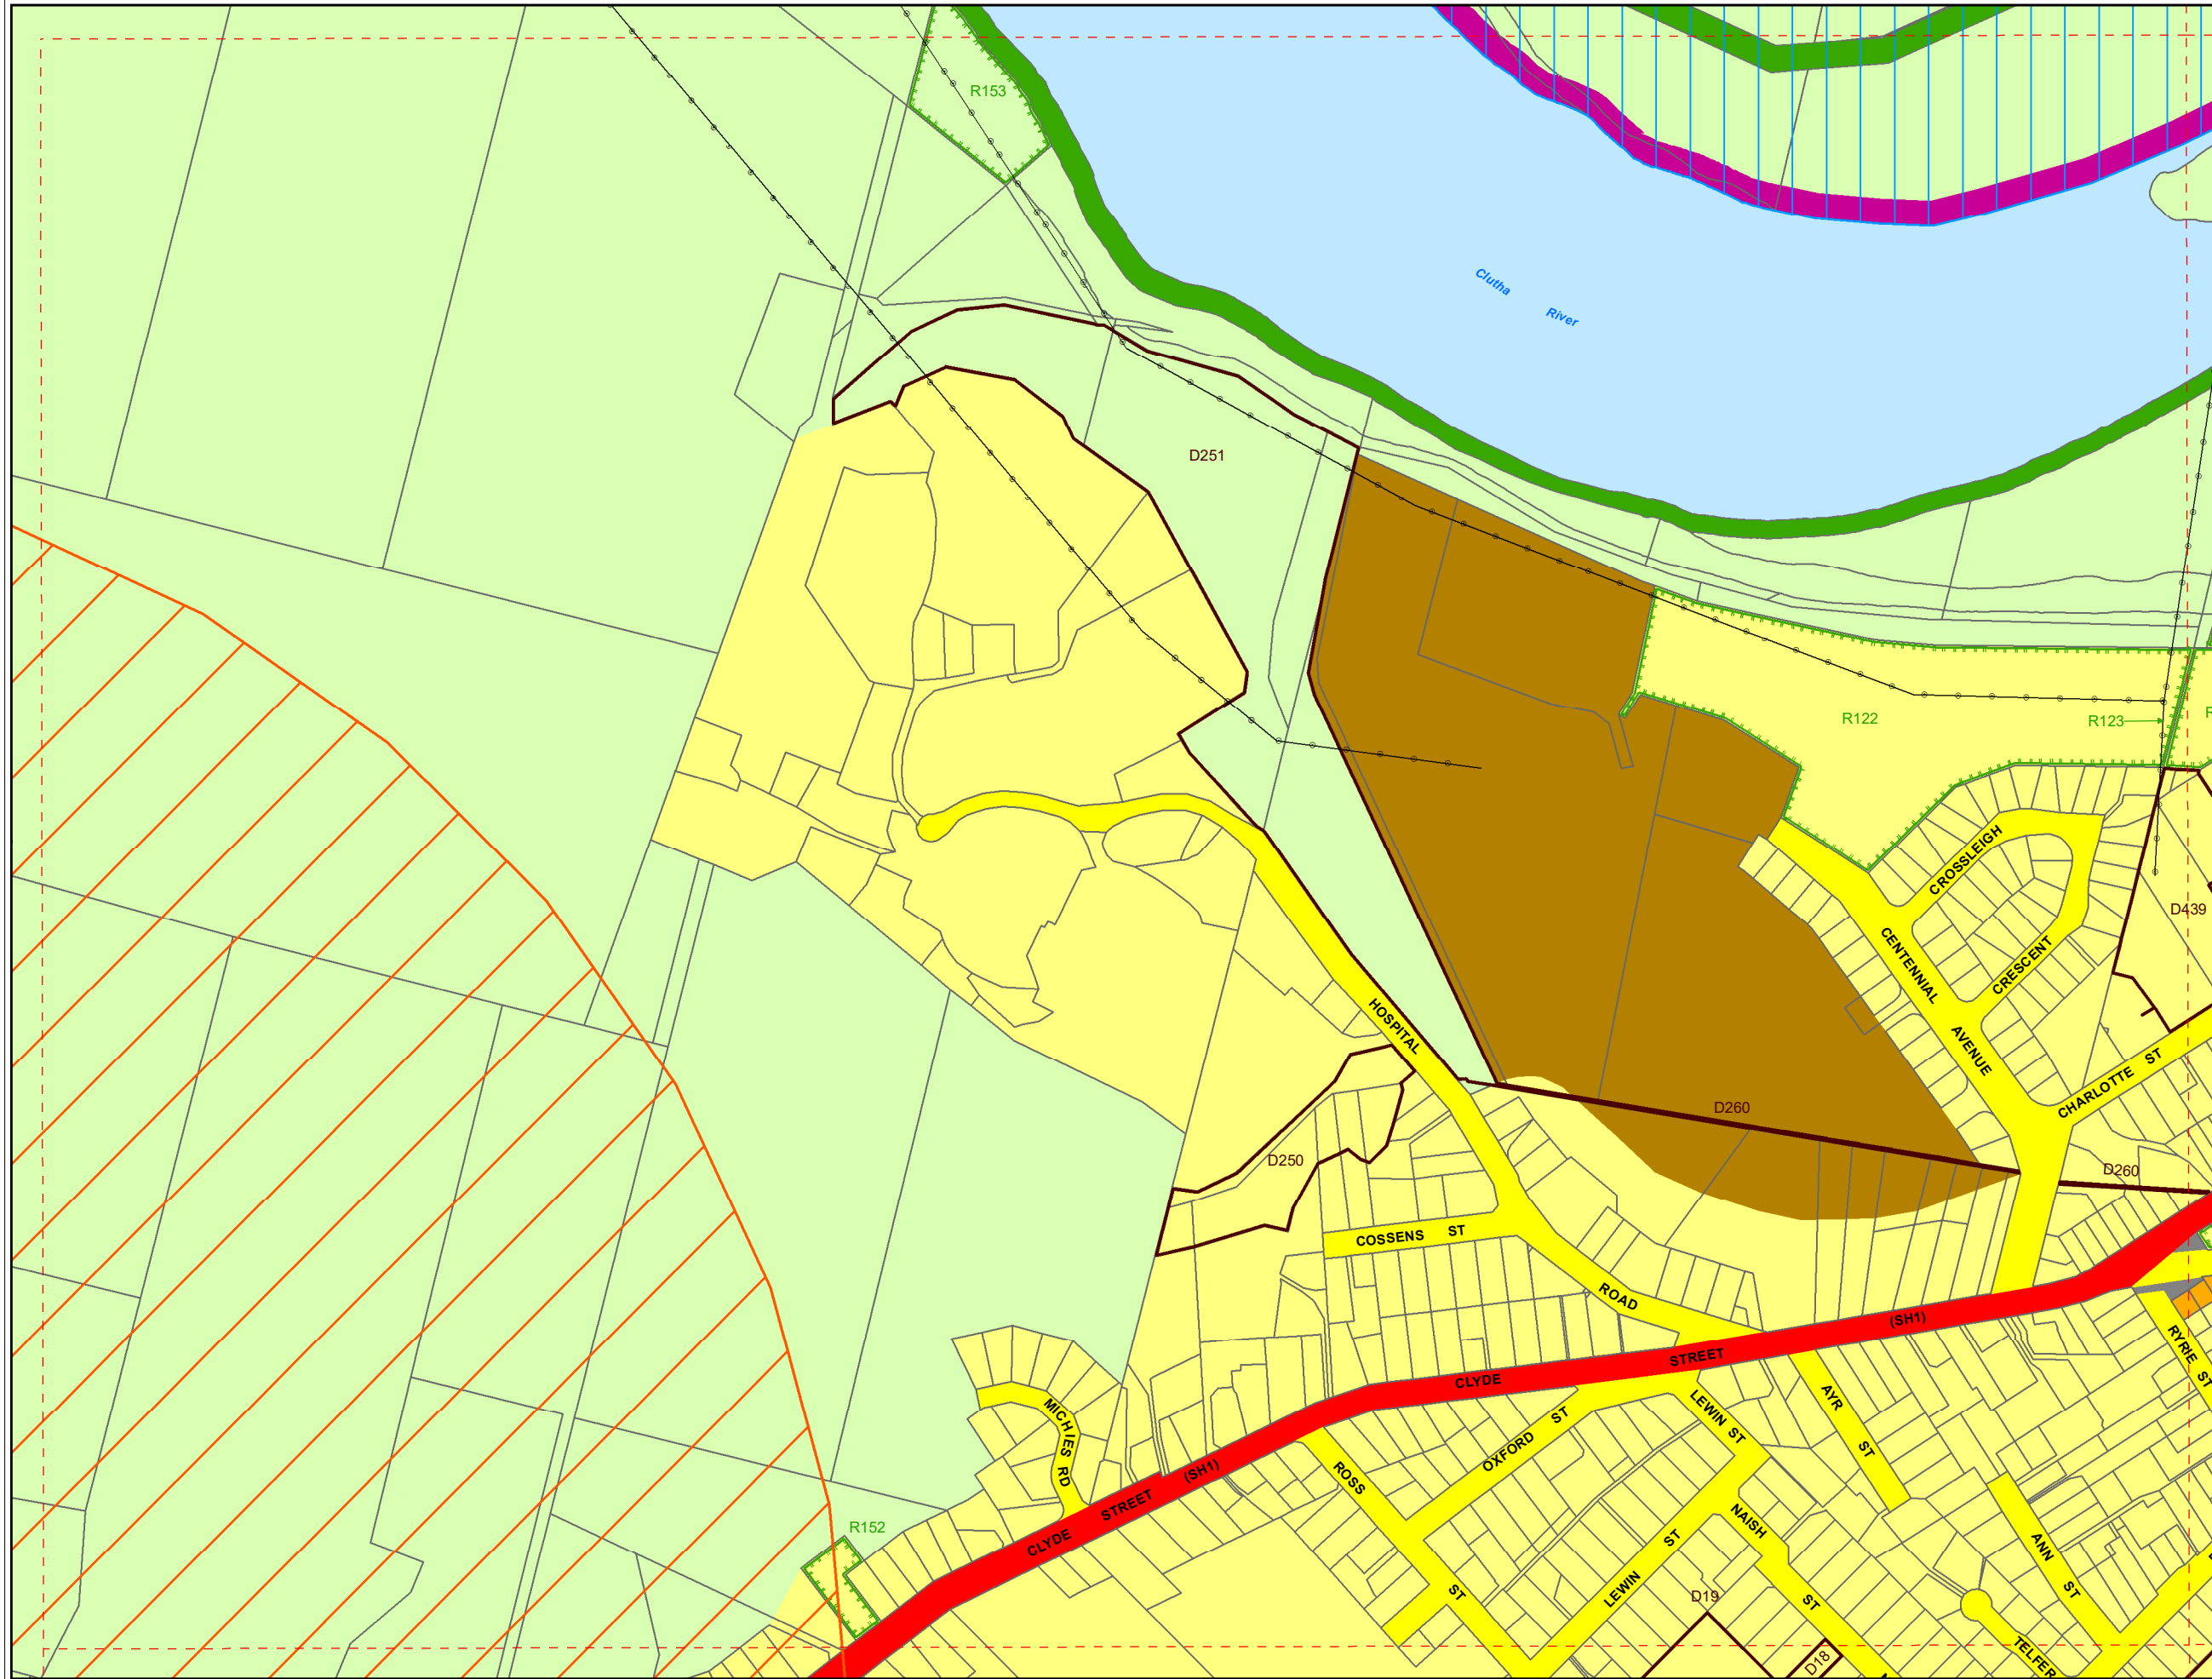 R153
Clutha
River
D251
R122
R123
R
CROSSLEIGH
D439
CENTENNIAL
CRESCENT
HOSPITAL
AVENUE
CHARLOTTE ST
D260
D250
D260
COSSENS ST
ROAD
(SH1)
STREET
RYRIE ST
CLYDE
AYR
ST
LEWIN ST
MICHIES RD
OXFORD ST
(SH1)
ROSS
ST
STREET
CLYDE
R152
NAISH
ST
ANN
ST
LEWIN ST
D19
D18
TELFER